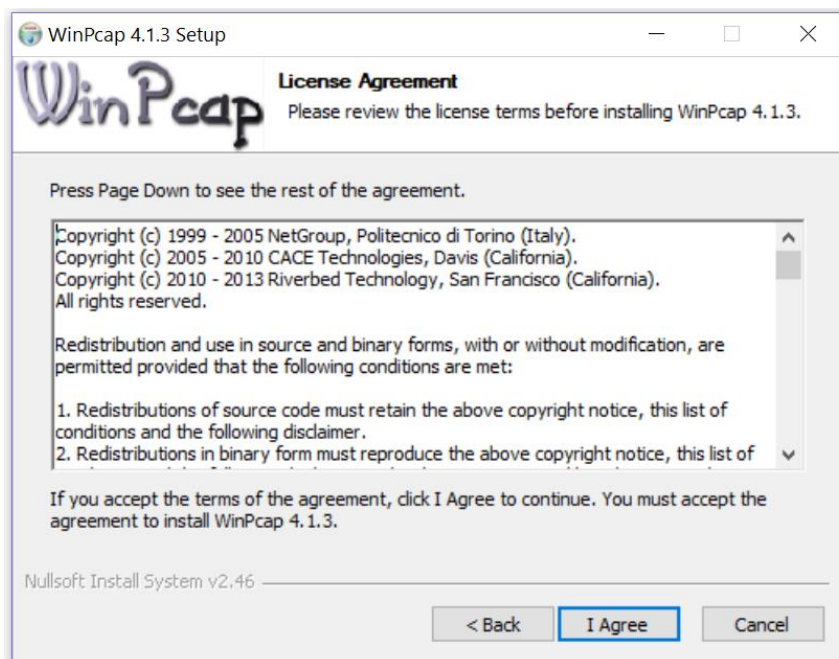 WinPcap 4.1.3 Setup
WinPcap
License Agreement
Please review the license terms before installing WinPcap 4.1.3.
Press Page Down to see the rest of the agreement.
Copyright (c) 1999 - 2005 NetGroup, Politecnico di Torino (Italy).
Copyright (c) 2005 - 2010 CACE Technologies, Davis (California).
Copyright (c) 2010 - 2013 Riverbed Technology, San Francisco (California).
All rights reserved.
Redistribution and use in source and binary forms, with or without modification, are
permitted provided that the following conditions are met:
1. Redistributions of source code must retain the above copyright notice, this list of
conditions and the following disclaimer.
2. Redistributions in binary form must reproduce the above copyright notice, this list of
If you accept the terms of the agreement, click I Agree to continue. You must accept the
agreement to install WinPcap 4.1.3.
Nullsoft Install System v2.46
< Back
I Agree
Cancel